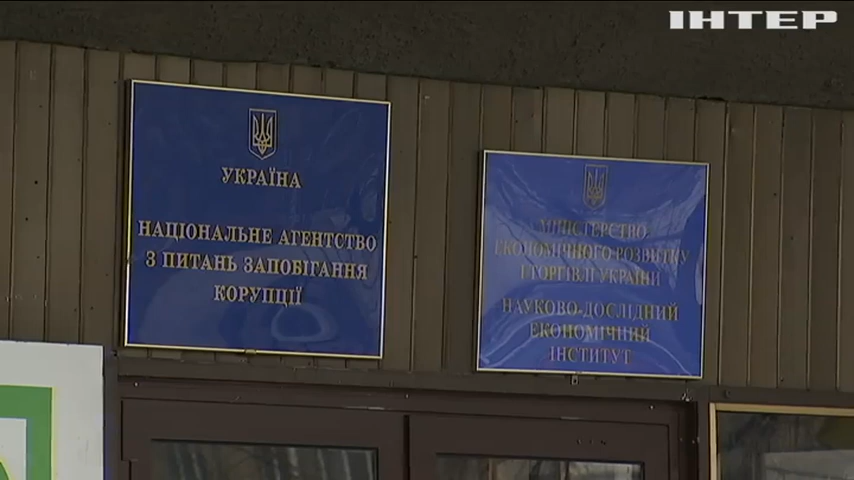 ІНТЕР
УКРАЇНА
НАЦІОНАЛЬНЕ АГЕНТСТВО
З ПИТАНЬ ЗАПОБІГАННЯ
КОРУПЦІЇ
МІНІСТЕРСТВО
ЕКОНОМІЧНОГО РОЗВИТКУ
І ТОРГІВЛІ УКРАЇНИ
НАУКОВО-ДОСЛІДНИЙ
ЕКОНОМІЧНИЙ
ІНСТИТУТ